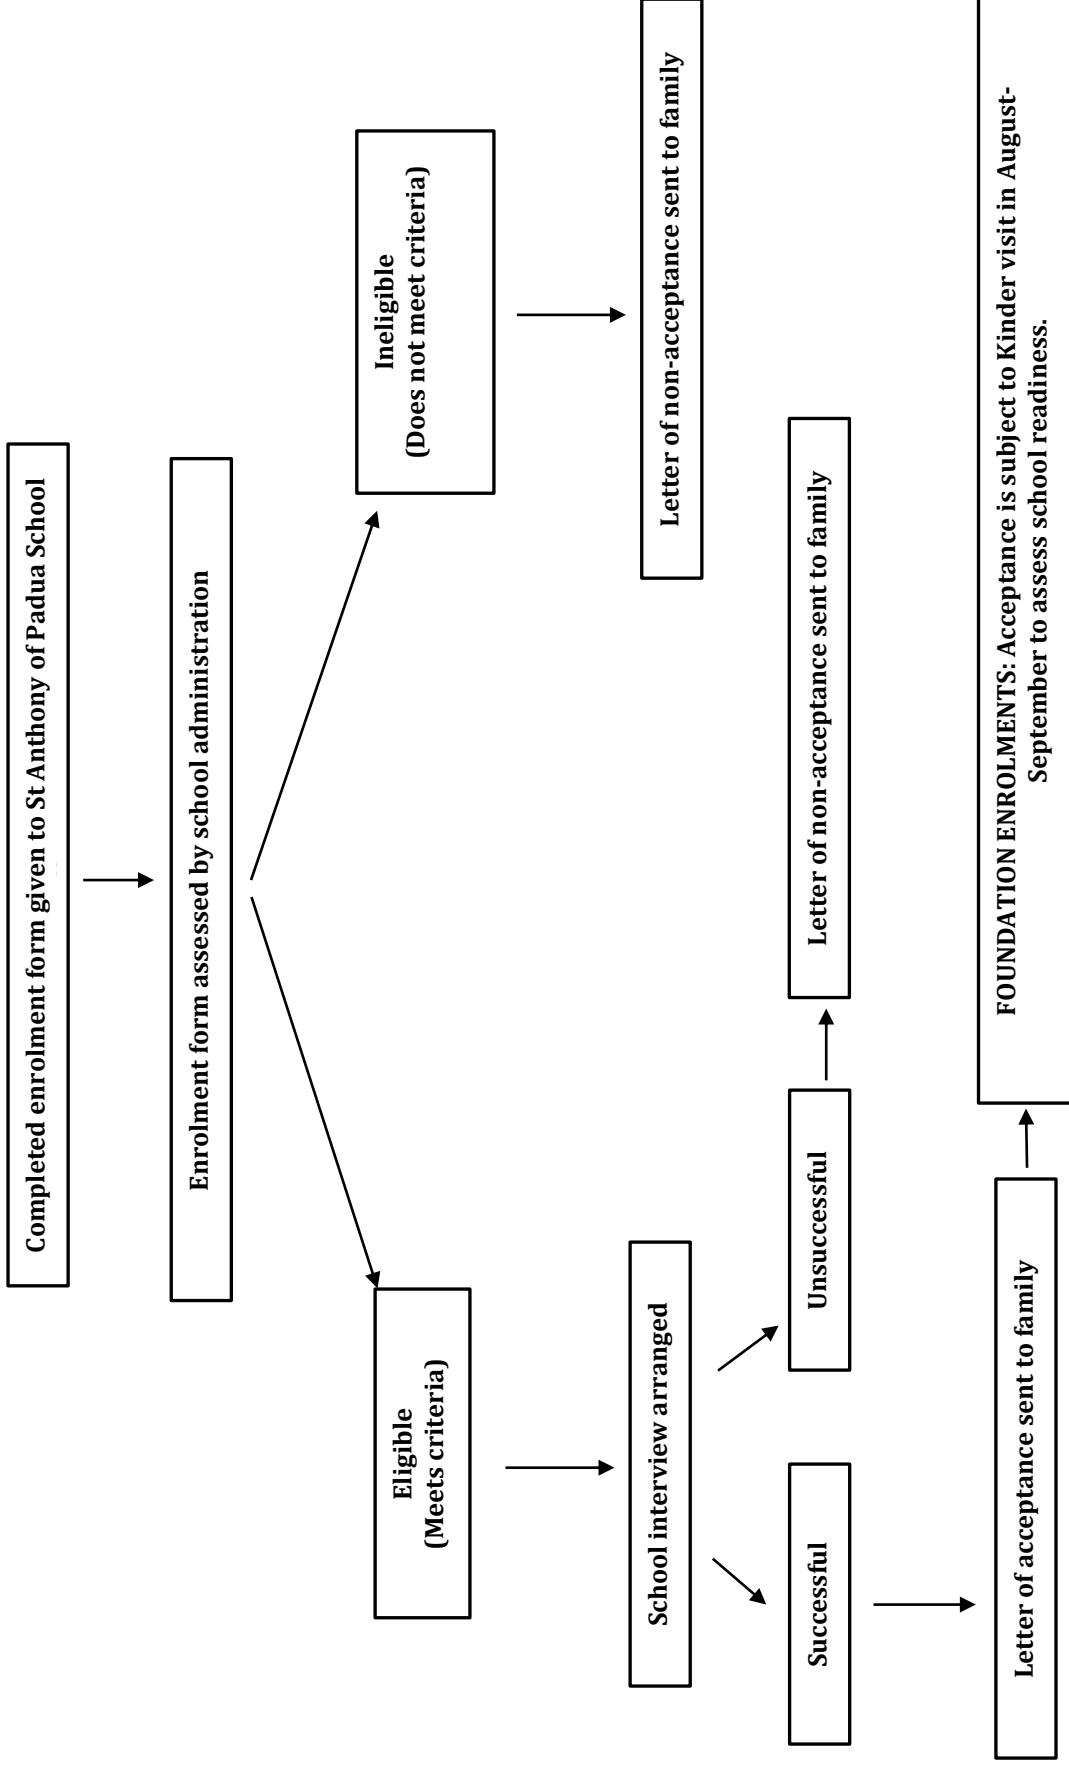 Completed enrolment form given to St Anthony of Padua School
Enrolment form assessed by school administration
Eligible
(Meets criteria)
Ineligible
(Does not meet criteria)
School interview arranged
Letter of non-acceptance sent to family
Successful
Unsuccessful
Letter of non-acceptance sent to family
Letter of acceptance sent to family
FOUNDATION ENROLMENTS: Acceptance is subject to Kinder visit in August-
September to assess school readiness.